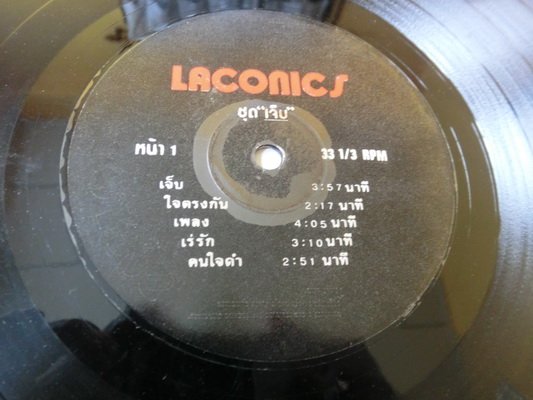 LACONICS
ชุด"เจ็บ"
หน้า 1 33 1/3 RPM
เจ็บ 3:57 นาที
ใจตรงกัน 2:17 นาที
เพลง 4:05 นาที
เร่รัก 3:10 นาที
คนใจดำ 2:51 นาที